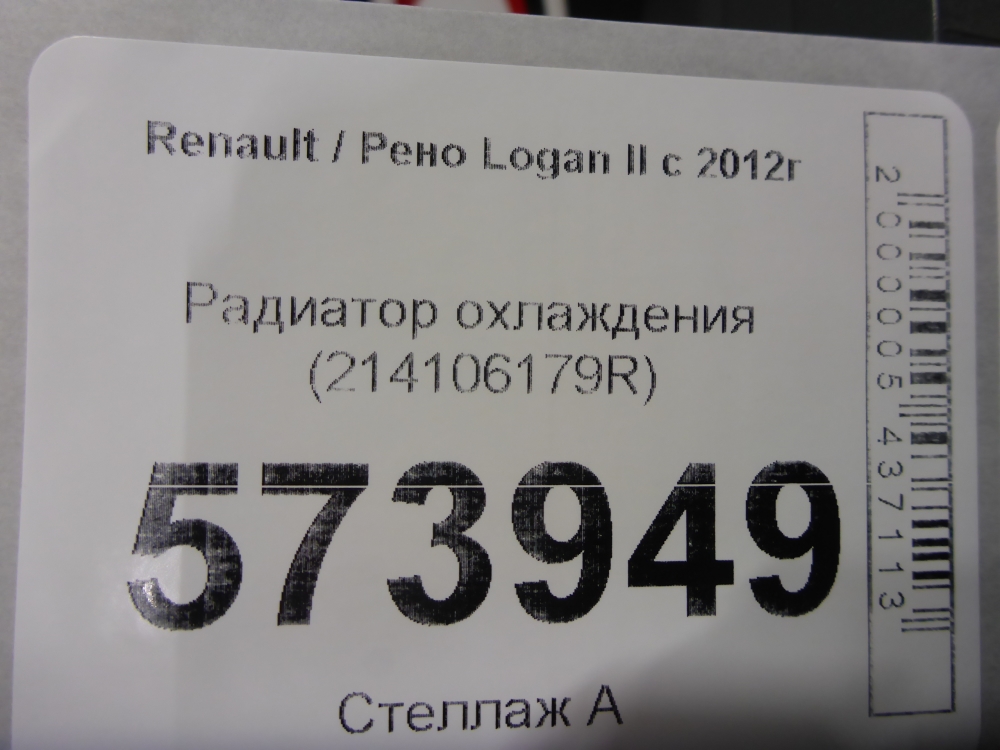 Renault / Рено Logan II с 2012г
Радиатор охлаждения
(214106179R)
573949
Стеллаж А
2000005437113